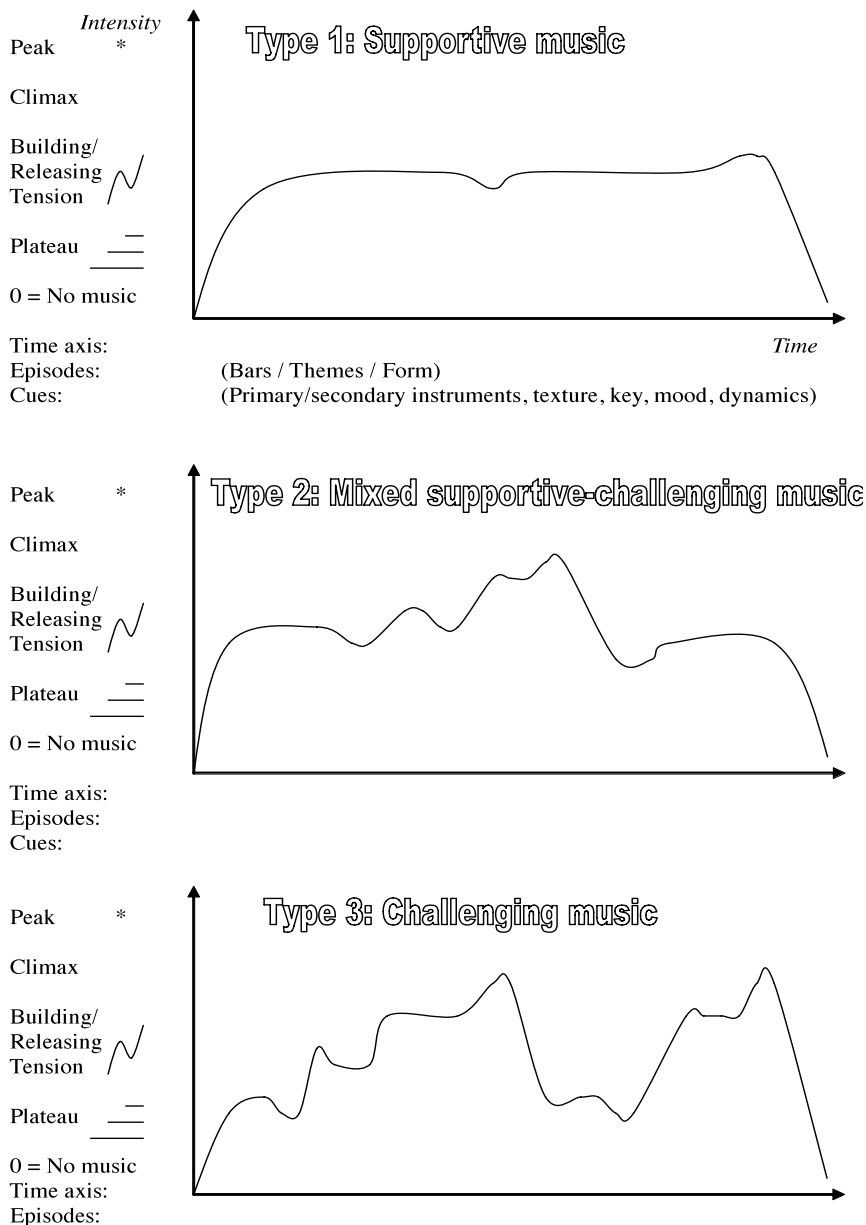 Intensity
Type 1: Supportive music
Peak *
Climax
Building/
Releasing
Tension
Plateau
0 = No music
Time axis: Time
Episodes: (Bars / Themes / Form)
Cues: (Primary/secondary instruments, texture, key, mood, dynamics)
Type 2: Mixed supportive-challenging music
Peak *
Climax
Building/
Releasing
Tension
Plateau
0 = No music
Time axis:
Episodes:
Cues:
Type 3: Challenging music
Peak *
Climax
Building/
Releasing
Tension
Plateau
0 = No music
Time axis:
Episodes: